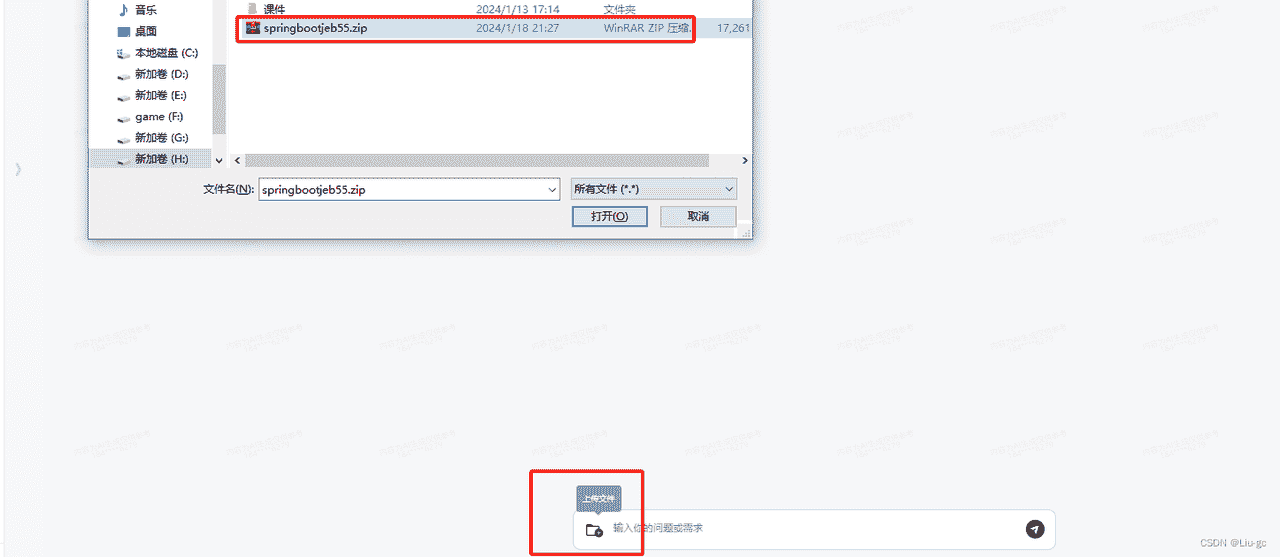 音乐
课件 2024/1/13 17:14 文件夹
桌面
springbootjeb55.zip 2024/1/18 21:27 WinRAR ZIP 压缩... 17,261
本地磁盘 (C:)
新加卷 (D:)
新加卷 (E:)
game (F:)
新加卷 (G:)
新加卷 (H:)
文件名(N): springbootjeb55.zip 所有文件 (*.*)
打开(O) 取消
上传文件
输入你的问题或需求
CSDN @Liu-gc